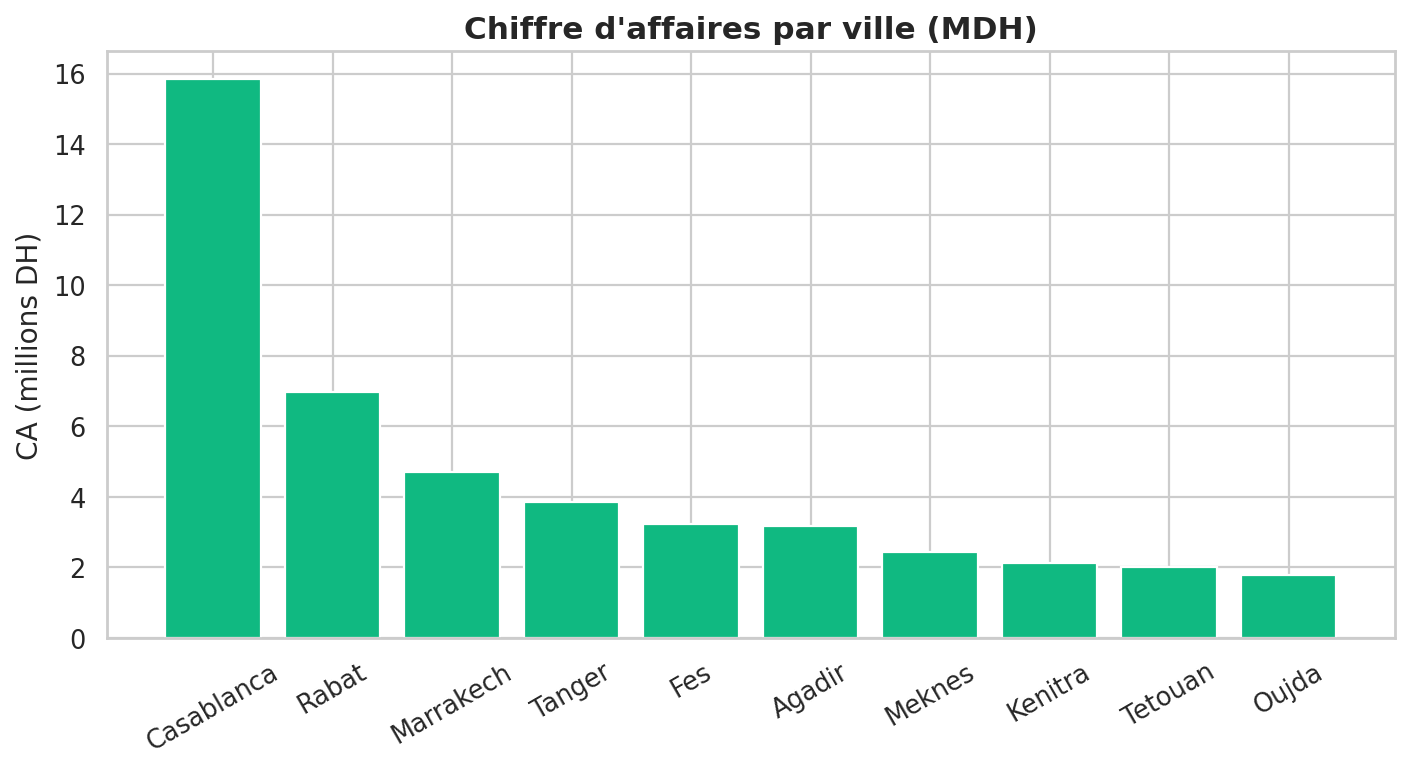 Chiffre d'affaires par ville (MDH)
CA (millions DH)
16
14
12
10
8
6
4
2
0
Casablanca
Rabat
Marrakech
Tanger
Fes
Agadir
Meknes
Kenitra
Tetouan
Oujda